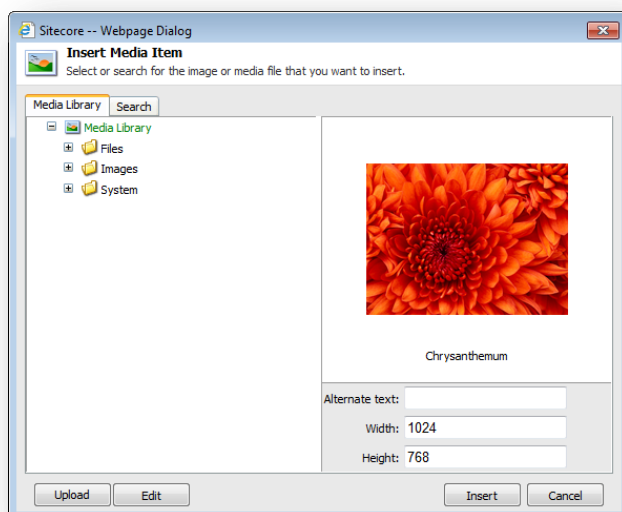 Sitecore -- Webpage Dialog
Insert Media Item
Select or search for the image or media file that you want to insert.
Media Library Search
Media Library
Files
Images
System
Chrysanthemum
Alternate text:
Width: 1024
Height: 768
Upload Edit Insert Cancel